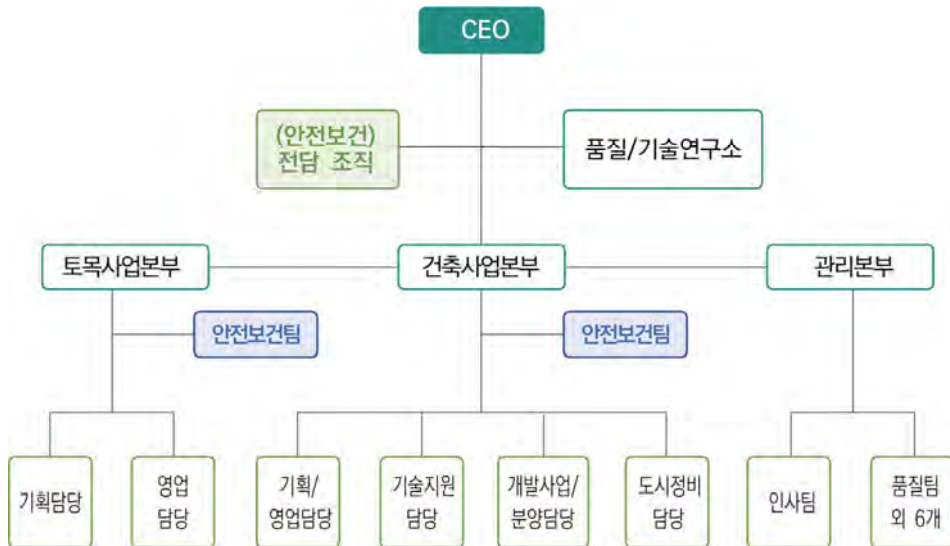 CEO
(안전보건)
전담 조직
품질/기술연구소
토목사업본부
건축사업본부
관리본부
안전보건팀
안전보건팀
기획담당
영업
담당
기획/
영업담당
기술지원
담당
개발사업/
분양담당
도시정비
담당
인사팀
품질팀
외 6개